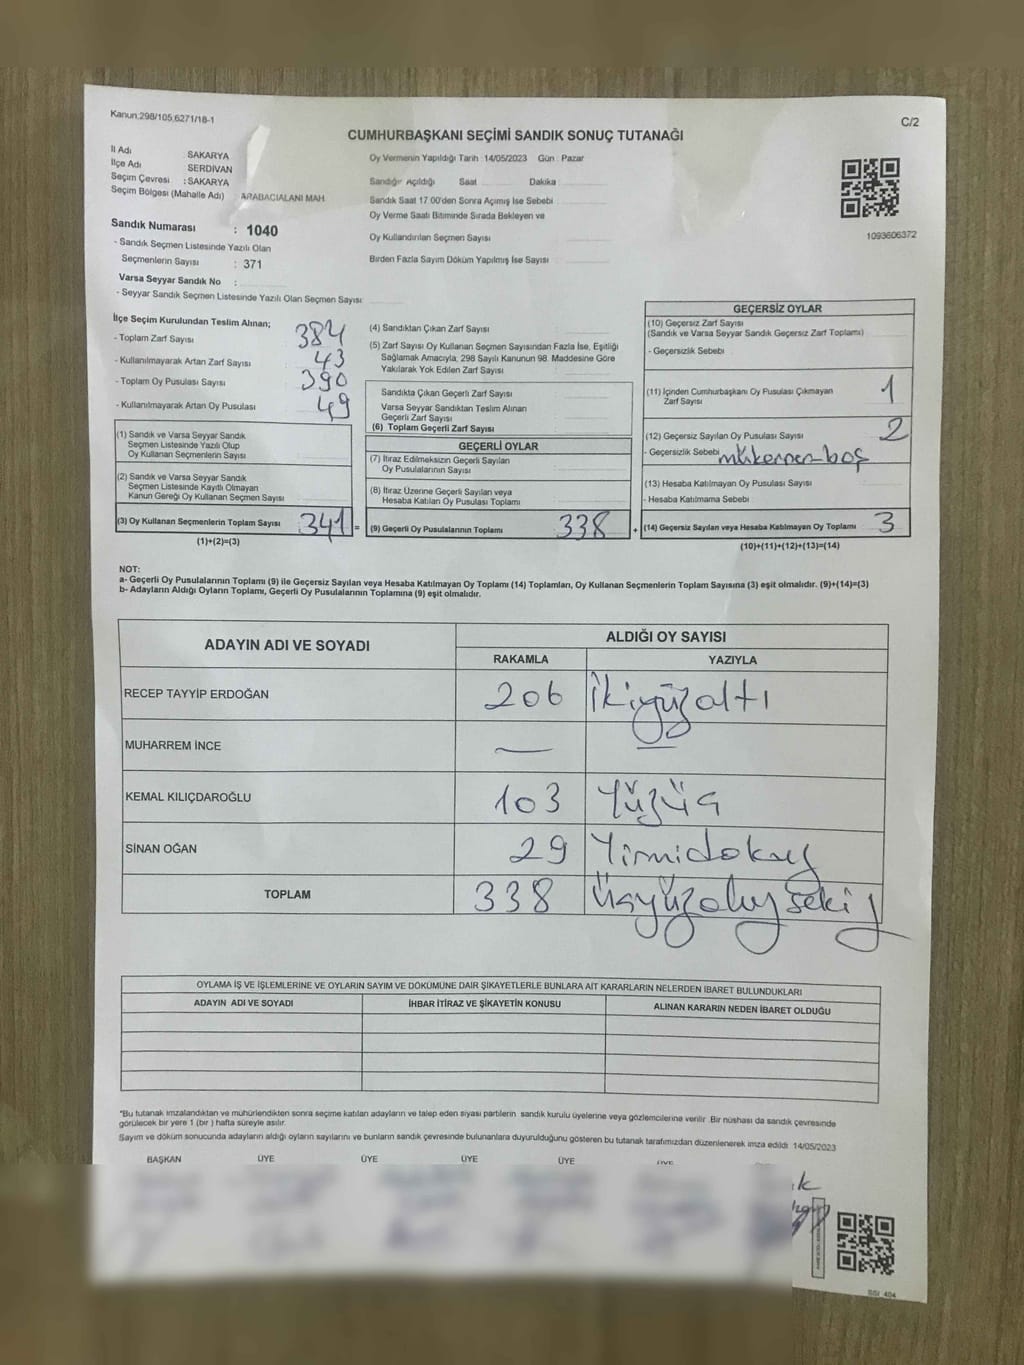 Kanun;298/105,6271/18-1
C/2
CUMHURBAŞKANI SEÇİMİ SANDIK SONUÇ TUTANAĞI
İl Adı SAKARYA
İlçe Adı SERDİVAN
Seçim Çevresi : SAKARYA
Seçim Bölgesi (Mahalle Adı) ARABACIALANI MAH.
Oy Vermenin Yapıldığı Tarih 14/05/2023 Gün : Pazar
Sandığın Açıldığı Saat Dakika
Sandık Saat 17.00'den Sonra Açımış İse Sebebi
Oy Verme Saati Bitiminde Sırada Bekleyen ve
Oy Kullandırılan Seçmen Sayısı
Birden Fazla Sayım Döküm Yapılmış İse Sayısı
1093606372
Sandık Numarası : 1040
- Sandık Seçmen Listesinde Yazılı Olan
Seçmenlerin Sayısı : 371
Varsa Seyyar Sandık No :
- Seyyar Sandık Seçmen Listesinde Yazılı Olan Seçmen Sayısı
İlçe Seçim Kurulundan Teslim Alınan;
- Toplam Zarf Sayısı 384
- Kullanılmayarak Artan Zarf Sayısı 43
- Toplam Oy Pusulası Sayısı 390
- Kullanılmayarak Artan Oy Pusulası 49
(1) Sandık ve Varsa Seyyar Sandık
Seçmen Listesinde Yazılı Olup
Oy Kullanan Seçmenlerin Sayısı
(2) Sandık ve Varsa Seyyar Sandık
Seçmen Listesinde Kayıtlı Olmayan
Kanun Gereği Oy Kullanan Seçmen Sayısı
(3) Oy Kullanan Seçmenlerin Toplam Sayısı 341 =
(1)+(2)=(3)
(4) Sandıktan Çıkan Zarf Sayısı
(5) Zarf Sayısı Oy Kullanan Seçmen Sayısından Fazla İse, Eşitliği
Sağlamak Amacıyla; 298 Sayılı Kanunun 98. Maddesine Göre
Yakılarak Yok Edilen Zarf Sayısı
Sandıkta Çıkan Geçerli Zarf Sayısı
Varsa Seyyar Sandıktan Teslim Alınan
Geçerli Zarf Sayısı
(6) Toplam Geçerli Zarf Sayısı
GEÇERLİ OYLAR
(7) İtiraz Edilmeksizin Geçerli Sayılan
Oy Pusulalarının Sayısı
(8) İtiraz Üzerine Geçerli Sayılan veya
Hesaba Katılan Oy Pusulası Toplamı
(9) Geçerli Oy Pusulalarının Toplamı 338 +
GEÇERSİZ OYLAR
(10) Geçersiz Zarf Sayısı
(Sandık ve Varsa Seyyar Sandık Geçersiz Zarf Toplamı)
- Geçersizlik Sebebi
(11) İçinden Cumhurbaşkanı Oy Pusulası Çıkmayan
Zarf Sayısı 1
(12) Geçersiz Sayılan Oy Pusulası Sayısı 2
- Geçersizlik Sebebi mükerrer-boş
(13) Hesaba Katılmayan Oy Pusulası Sayısı
- Hesaba Katılmama Sebebi
(14) Geçersiz Sayılan veya Hesaba Katılmayan Oy Toplamı 3
(10)+(11)+(12)+(13)=(14)
NOT:
a- Geçerli Oy Pusulalarının Toplamı (9) ile Geçersiz Sayılan veya Hesaba Katılmayan Oy Toplamı (14) Toplamları, Oy Kullanan Seçmenlerin Toplam Sayısına (3) eşit olmalıdır. (9)+(14)=(3)
b- Adayların Aldığı Oyların Toplamı, Geçerli Oy Pusulalarının Toplamına (9) eşit olmalıdır.
ADAYIN ADI VE SOYADI
ALDIĞI OY SAYISI
RAKAMLA YAZIYLA
RECEP TAYYİP ERDOĞAN 206 İkiyüzaltı
MUHARREM İNCE — —
KEMAL KILIÇDAROĞLU 103 Yüzüç
SİNAN OĞAN 29 Yirmidokuz
TOPLAM 338 Üçyüzotuzsekiz
OYLAMA İŞ VE İŞLEMLERİNE VE OYLARIN SAYIM VE DÖKÜMÜNE DAİR ŞİKAYETLERLE BUNLARA AİT KARARLARIN NELERDEN İBARET BULUNDUKLARI
ADAYIN ADI VE SOYADI İHBAR İTİRAZ VE ŞİKAYETİN KONUSU ALINAN KARARIN NEDEN İBARET OLDUĞU
*Bu tutanak imzalandıktan ve mühürlendikten sonra seçime katılan adayların ve talep eden siyasi partilerin sandık kurulu üyelerine veya gözlemcilerine verilir. Bir nüshası da sandık çevresinde
görülecek bir yere 1 (bir ) hafta süreyle asılır.
Sayım ve döküm sonucunda adayların aldığı oyların sayılarını ve bunların sandık çevresinde bulunanlara duyurulduğunu gösteren bu tutanak tarafımızdan düzenlenerek imza edildi. 14/05/2023
BAŞKAN ÜYE ÜYE ÜYE ÜYE ÜYE